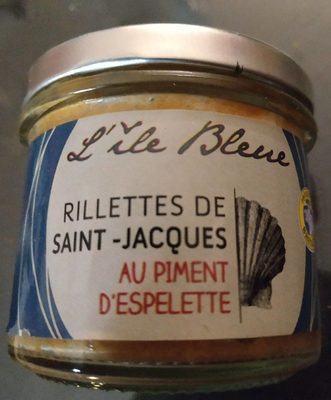 L'île Bleue
RILLETTES DE
SAINT-JACQUES
AU PIMENT
D'ESPELETTE